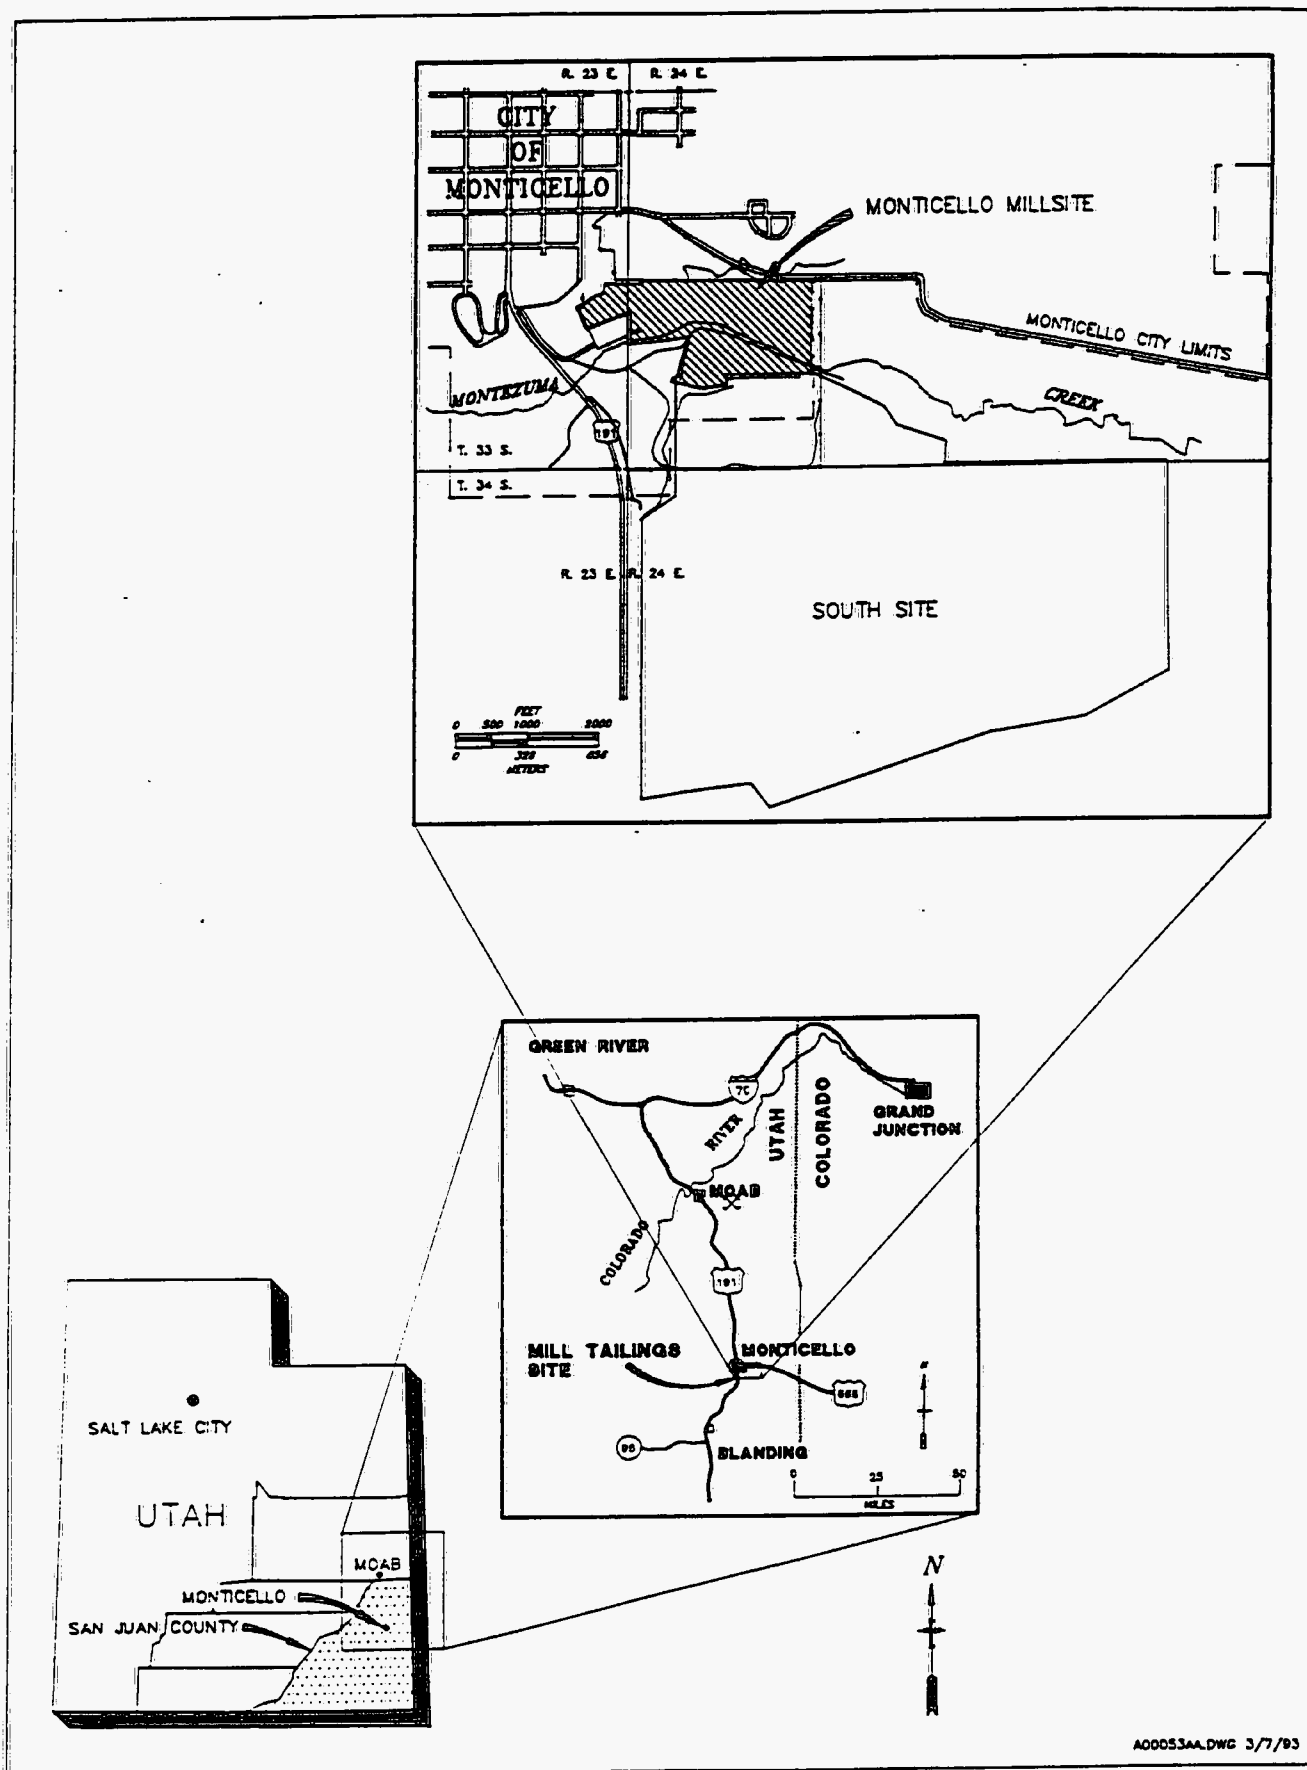 R. 23 E. R. 24 E.
CITY
OF
MONTICELLO
MONTICELLO MILLSITE
MONTICELLO CITY LIMITS
MONTEZUMA
CREEK
191
T. 33 S.
T. 34 S.
R. 23 E. R. 24 E.
SOUTH SITE
FEET
0 500 1000 2000
0 328 656
METERS
GREEN RIVER
70
GRAND
JUNCTION
RIVER
UTAH
COLORADO
MOAB
COLORADO
191
MILL TAILINGS
SITE
MONTICELLO
666
N
95
BLANDING
0 25 50
MILES
SALT LAKE CITY
UTAH
MOAB
MONTICELLO
SAN JUAN COUNTY
N
A00053AA.DWG 3/7/93